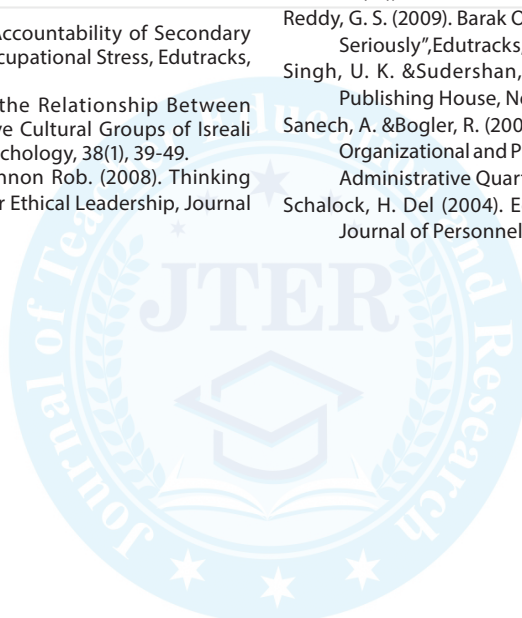 Accountability of Secondary
cupational Stress, Edutracks,
the Relationship Between
ve Cultural Groups of Isreali
chology, 38(1), 39-49.
nnon Rob. (2008). Thinking
r Ethical Leadership, Journal
Reddy, G. S. (2009). Barak O
Seriously",Edutracks,
Singh, U. K. &Sudershan,
Publishing House, Ne
Sanech, A. &Bogler, R. (200
Organizational and P
Administrative Quart
Schalock, H. Del (2004). E
Journal of Personnel
Journal of Teacher Education and Research
JTER